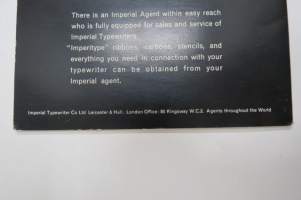 There is an Imperial Agent within easy reach
who is fully equipped for sales and service of
Imperial Typewriters.
"Imperitype" ribbons, carbons, stencils, and
everything you need in connection with your
typewriter can be obtained from your
Imperial agent.
Imperial Typewriter Co Ltd Leicester & Hull. London Office: 85 Kingsway W.C.2. Agents throughout the World